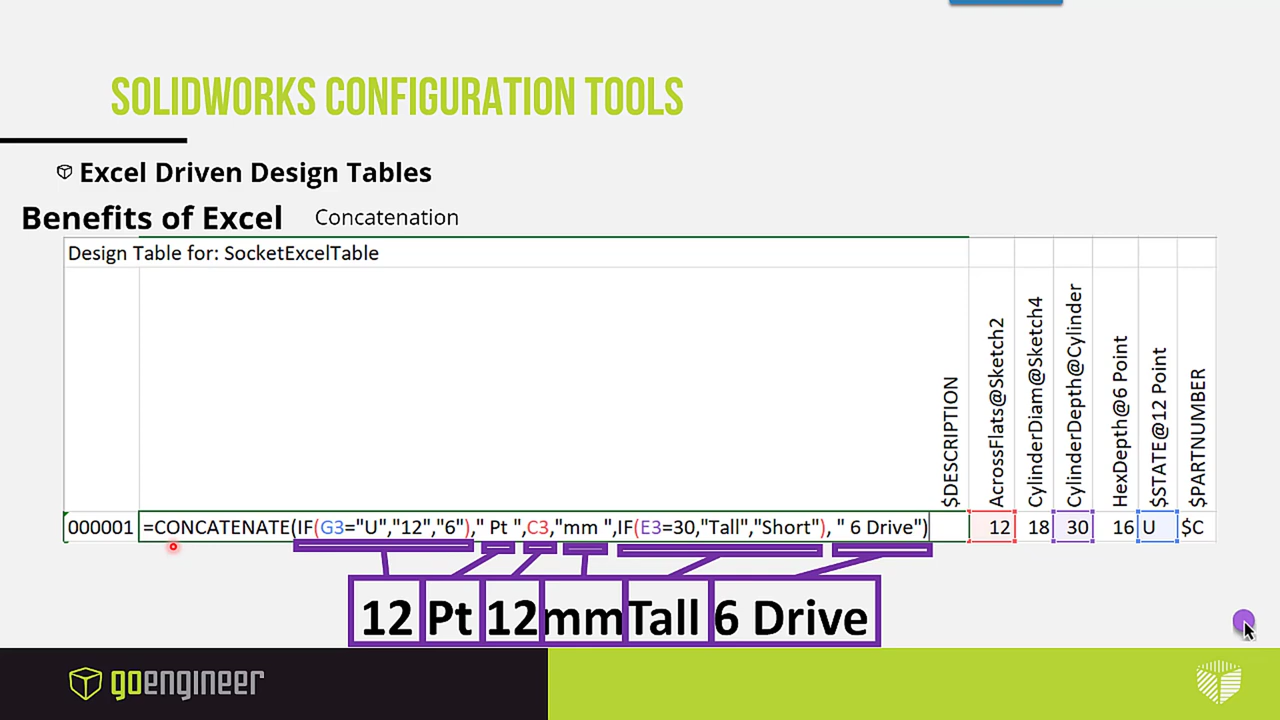 SOLIDWORKS CONFIGURATION TOOLS
Excel Driven Design Tables
Benefits of Excel Concatenation
Design Table for: SocketExcelTable
$DESCRIPTION
AcrossFlats@Sketch2
CylinderDiam@Sketch4
CylinderDepth@Cylinder
HexDepth@6 Point
$STATE@12 Point
$PARTNUMBER
000001 =CONCATENATE(IF(G3="U","12","6")," Pt ",C3,"mm ",IF(E3=30,"Tall","Short"), " 6 Drive") 12 18 30 16 U $C
12 Pt 12mm Tall 6 Drive
goengineer